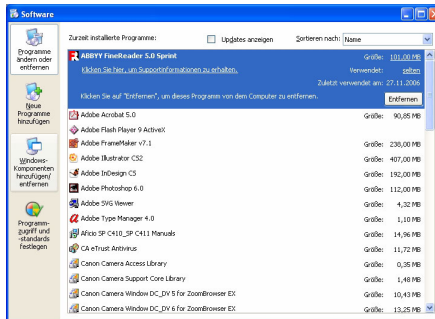 Software
Zurzeit installierte Programme:
Updates anzeigen
Sortieren nach:
Name
Programme
ändern oder
entfernen
Neue
Programme
hinzufügen
Windows-
Komponenten
hinzufügen/
entfernen
Programm-
zugriff und
-standards
festlegen
ABBYY FineReader 5.0 Sprint
Größe: 101,00 MB
Klicken Sie hier, um Supportinformationen zu erhalten.
Verwendet: selten
Zuletzt verwendet am: 27.11.2006
Klicken Sie auf "Entfernen", um dieses Programm von dem Computer zu entfernen.
Entfernen
Adobe Acrobat 5.0 Größe: 90,85 MB
Adobe Flash Player 9 ActiveX
Adobe FrameMaker v7.1 Größe: 238,00 MB
Adobe Illustrator CS2 Größe: 407,00 MB
Adobe InDesign CS Größe: 192,00 MB
Adobe Photoshop 6.0 Größe: 112,00 MB
Adobe SVG Viewer Größe: 4,32 MB
Adobe Type Manager 4.0 Größe: 1,10 MB
Aficio SP C410_SP C411 Manuals Größe: 14,96 MB
CA eTrust Antivirus Größe: 11,72 MB
Canon Camera Access Library Größe: 0,35 MB
Canon Camera Support Core Library Größe: 1,48 MB
Canon Camera Window DC_DV 5 for ZoomBrowser EX Größe: 10,43 MB
Canon Camera Window DC_DV 6 for ZoomBrowser EX Größe: 13,25 MB